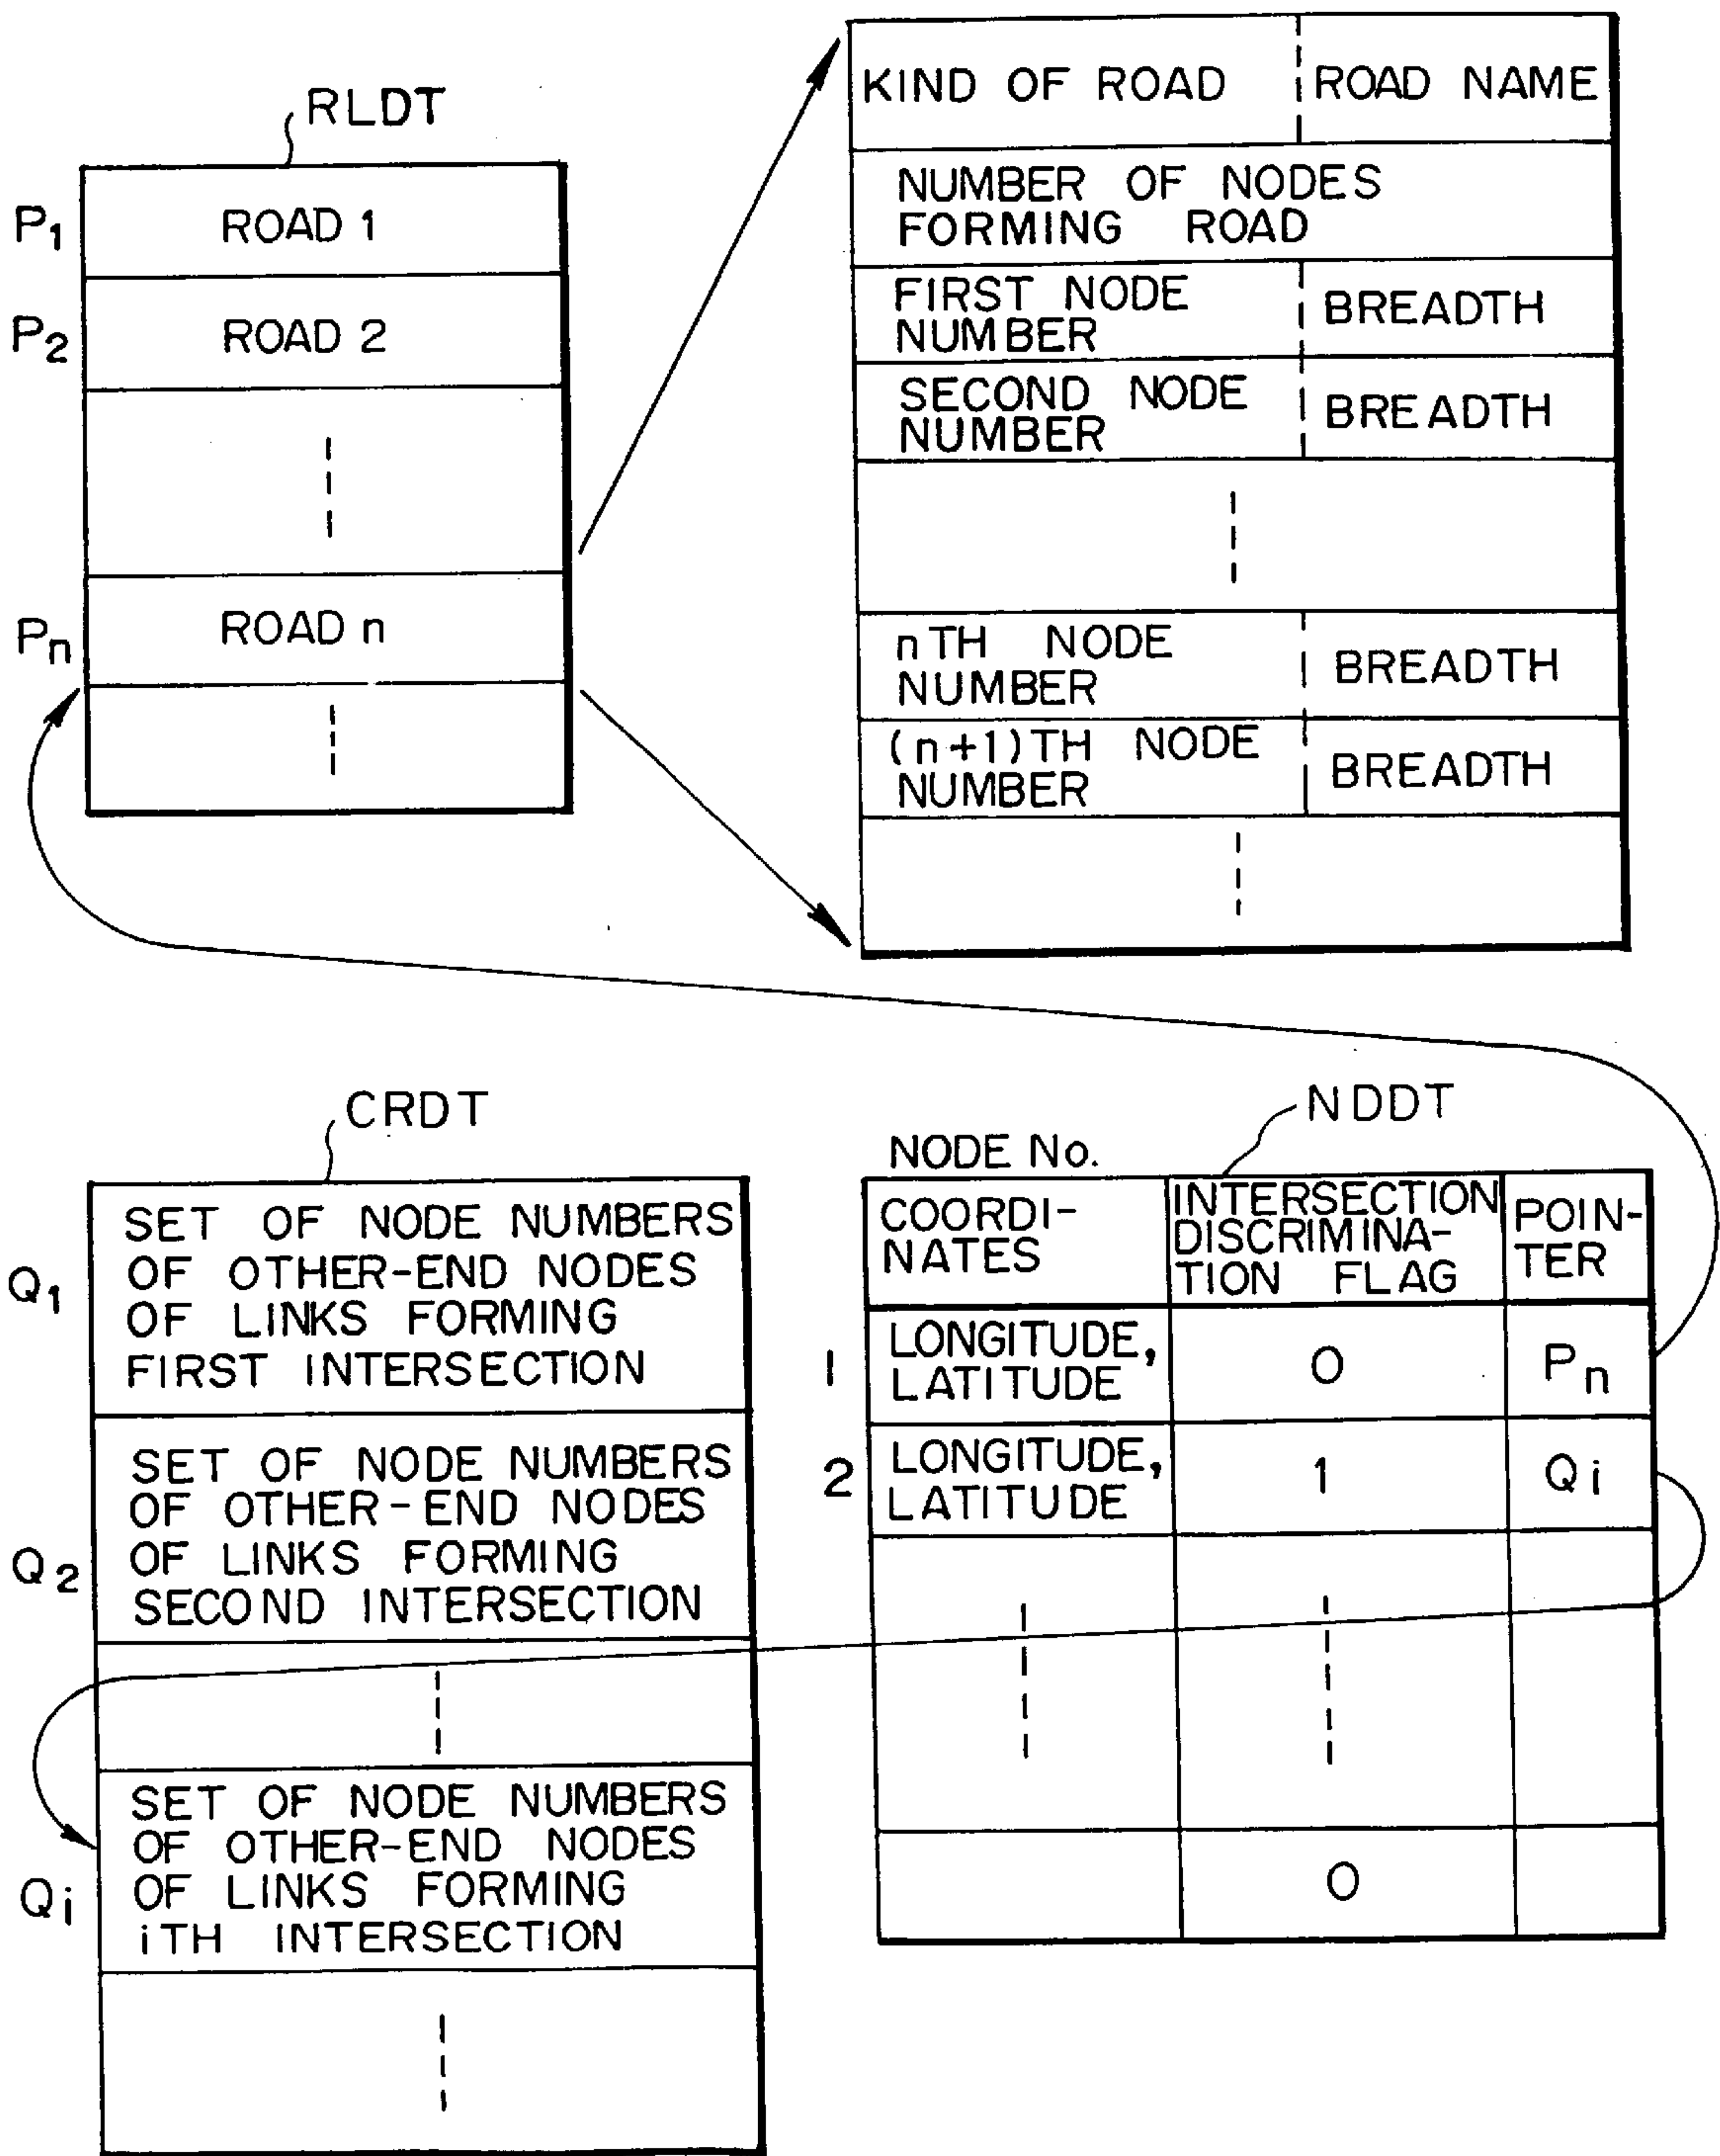 RLDT
P1
ROAD 1
P2
ROAD 2
Pn
ROAD n
KIND OF ROAD
ROAD NAME
NUMBER OF NODES
FORMING ROAD
FIRST NODE
NUMBER
BREADTH
SECOND NODE
NUMBER
BREADTH
nTH NODE
NUMBER
BREADTH
(n+1)TH NODE
NUMBER
BREADTH
CRDT
Q1
SET OF NODE NUMBERS
OF OTHER-END NODES
OF LINKS FORMING
FIRST INTERSECTION
Q2
SET OF NODE NUMBERS
OF OTHER-END NODES
OF LINKS FORMING
SECOND INTERSECTION
Qi
SET OF NODE NUMBERS
OF OTHER-END NODES
OF LINKS FORMING
iTH INTERSECTION
NDDT
NODE No.
COORDI-
NATES
INTERSECTION
DISCRIMINA-
TION FLAG
POIN-
TER
1
LONGITUDE,
LATITUDE
0
Pn
2
LONGITUDE,
LATITUDE
1
Qi
0